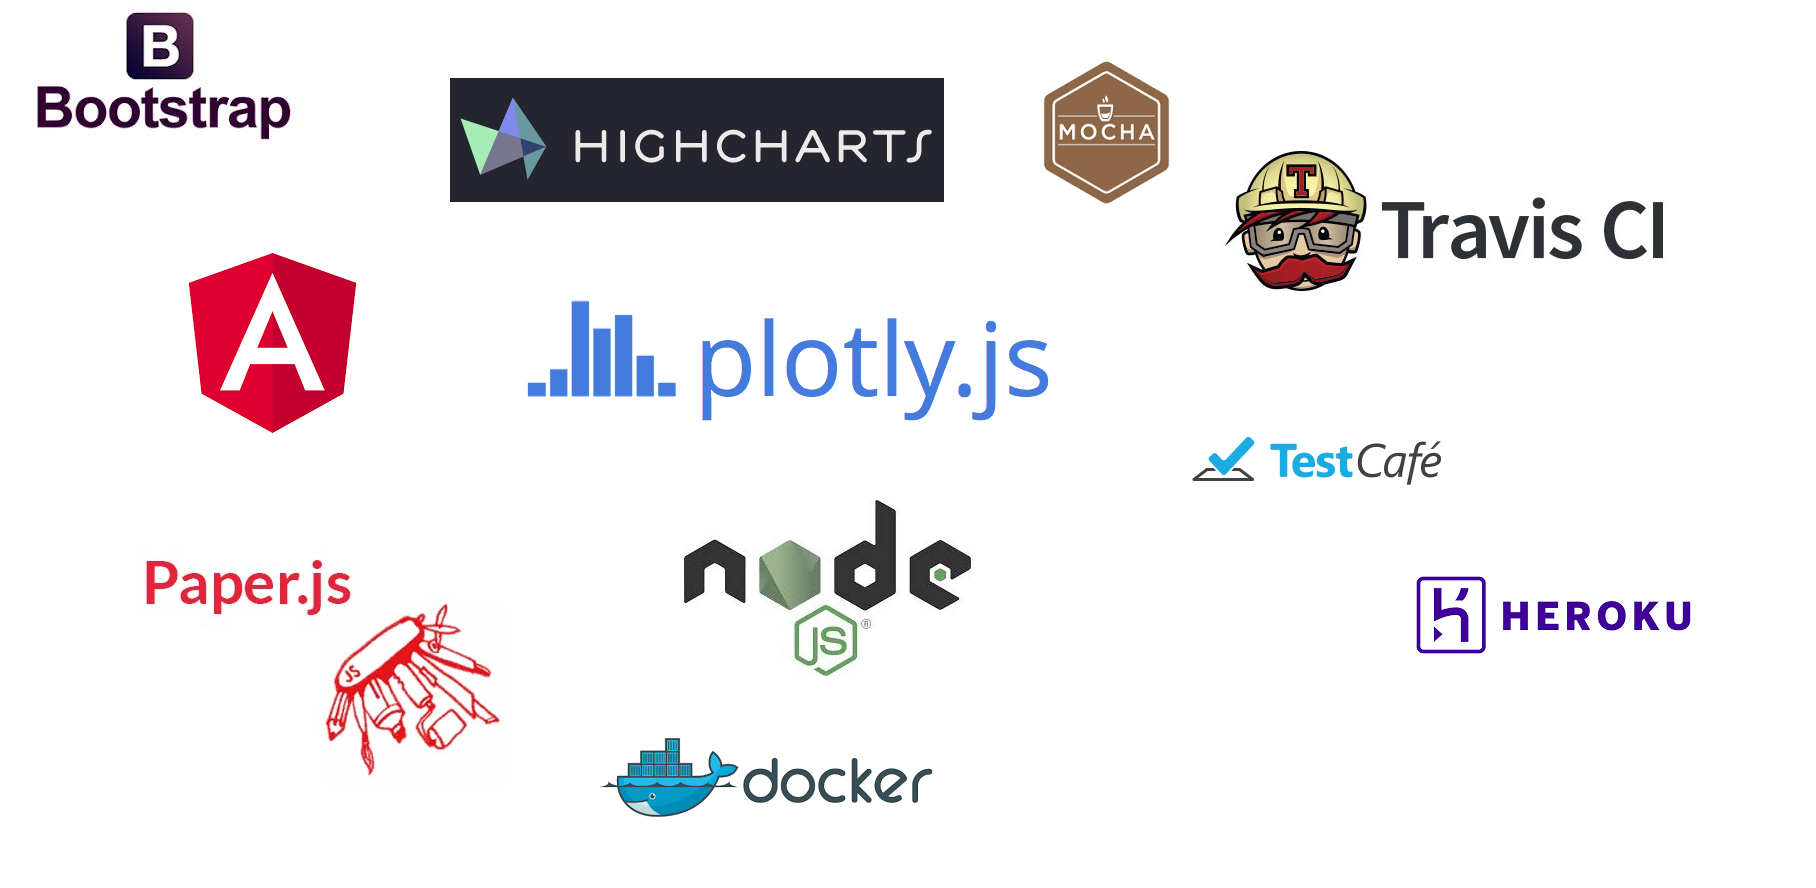 B
Bootstrap
HIGHCHARTS
MOCHA
T
Travis CI
A
plotly.js
TestCafé
node
JS®
Paper.js
JS
HEROKU
docker